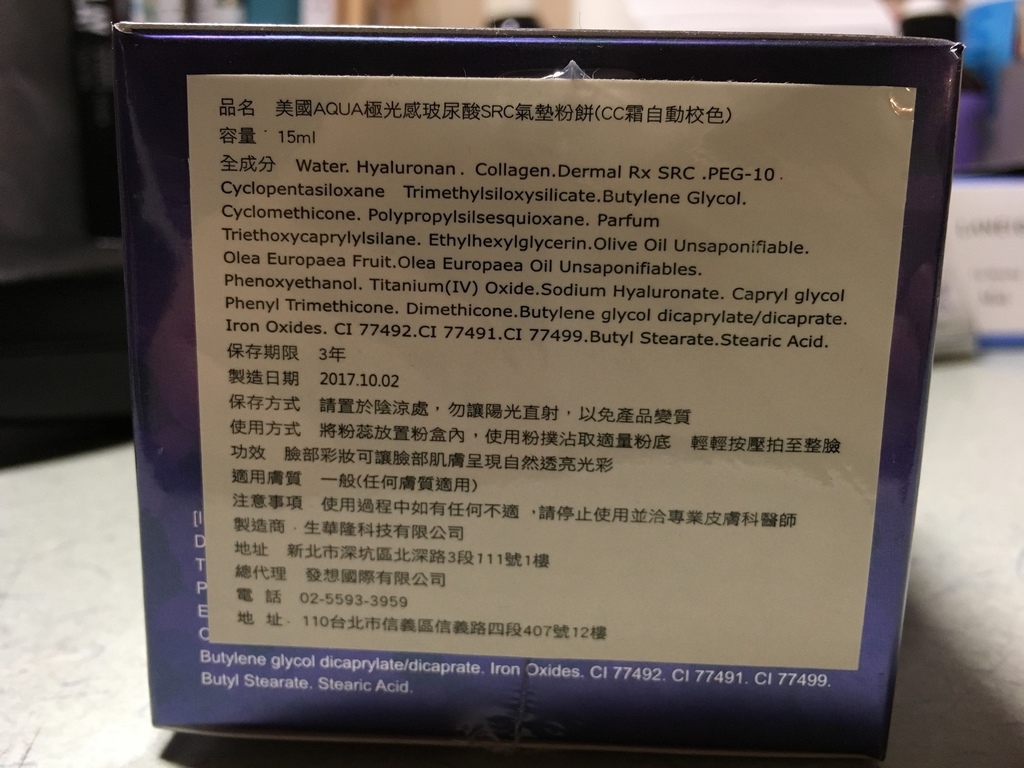 品名 美國AQUA極光感玻尿酸SRC氣墊粉餅(CC霜自動校色)
容量 15ml
全成分 Water. Hyaluronan. Collagen.Dermal Rx SRC .PEG-10.
Cyclopentasiloxane Trimethylsiloxysilicate.Butylene Glycol.
Cyclomethicone. Polypropylsilsesquioxane. Parfum
Triethoxycaprylylsilane. Ethylhexylglycerin.Olive Oil Unsaponifiable.
Olea Europaea Fruit.Olea Europaea Oil Unsaponifiables.
Phenoxyethanol. Titanium(IV) Oxide.Sodium Hyaluronate. Capryl glycol
Phenyl Trimethicone. Dimethicone.Butylene glycol dicaprylate/dicaprate.
Iron Oxides. CI 77492.CI 77491.CI 77499.Butyl Stearate.Stearic Acid.
保存期限 3年
製造日期 2017.10.02
保存方式 請置於陰涼處，勿讓陽光直射，以免產品變質
使用方式 將粉蕊放置粉盒內，使用粉撲沾取適量粉底 輕輕按壓拍至整臉
功效 臉部彩妝可讓臉部肌膚呈現自然透亮光彩
適用膚質 一般(任何膚質適用)
注意事項 使用過程中如有任何不適，請停止使用並洽專業皮膚科醫師
製造商 生華隆科技有限公司
地址 新北市深坑區北深路3段111號1樓
總代理 發想國際有限公司
電 話 02-5593-3959
地 址 110台北市信義區信義路四段407號12樓
[I
D
T
P
E
C
Butylene glycol dicaprylate/dicaprate. Iron Oxides. CI 77492. CI 77491. CI 77499.
Butyl Stearate. Stearic Acid.